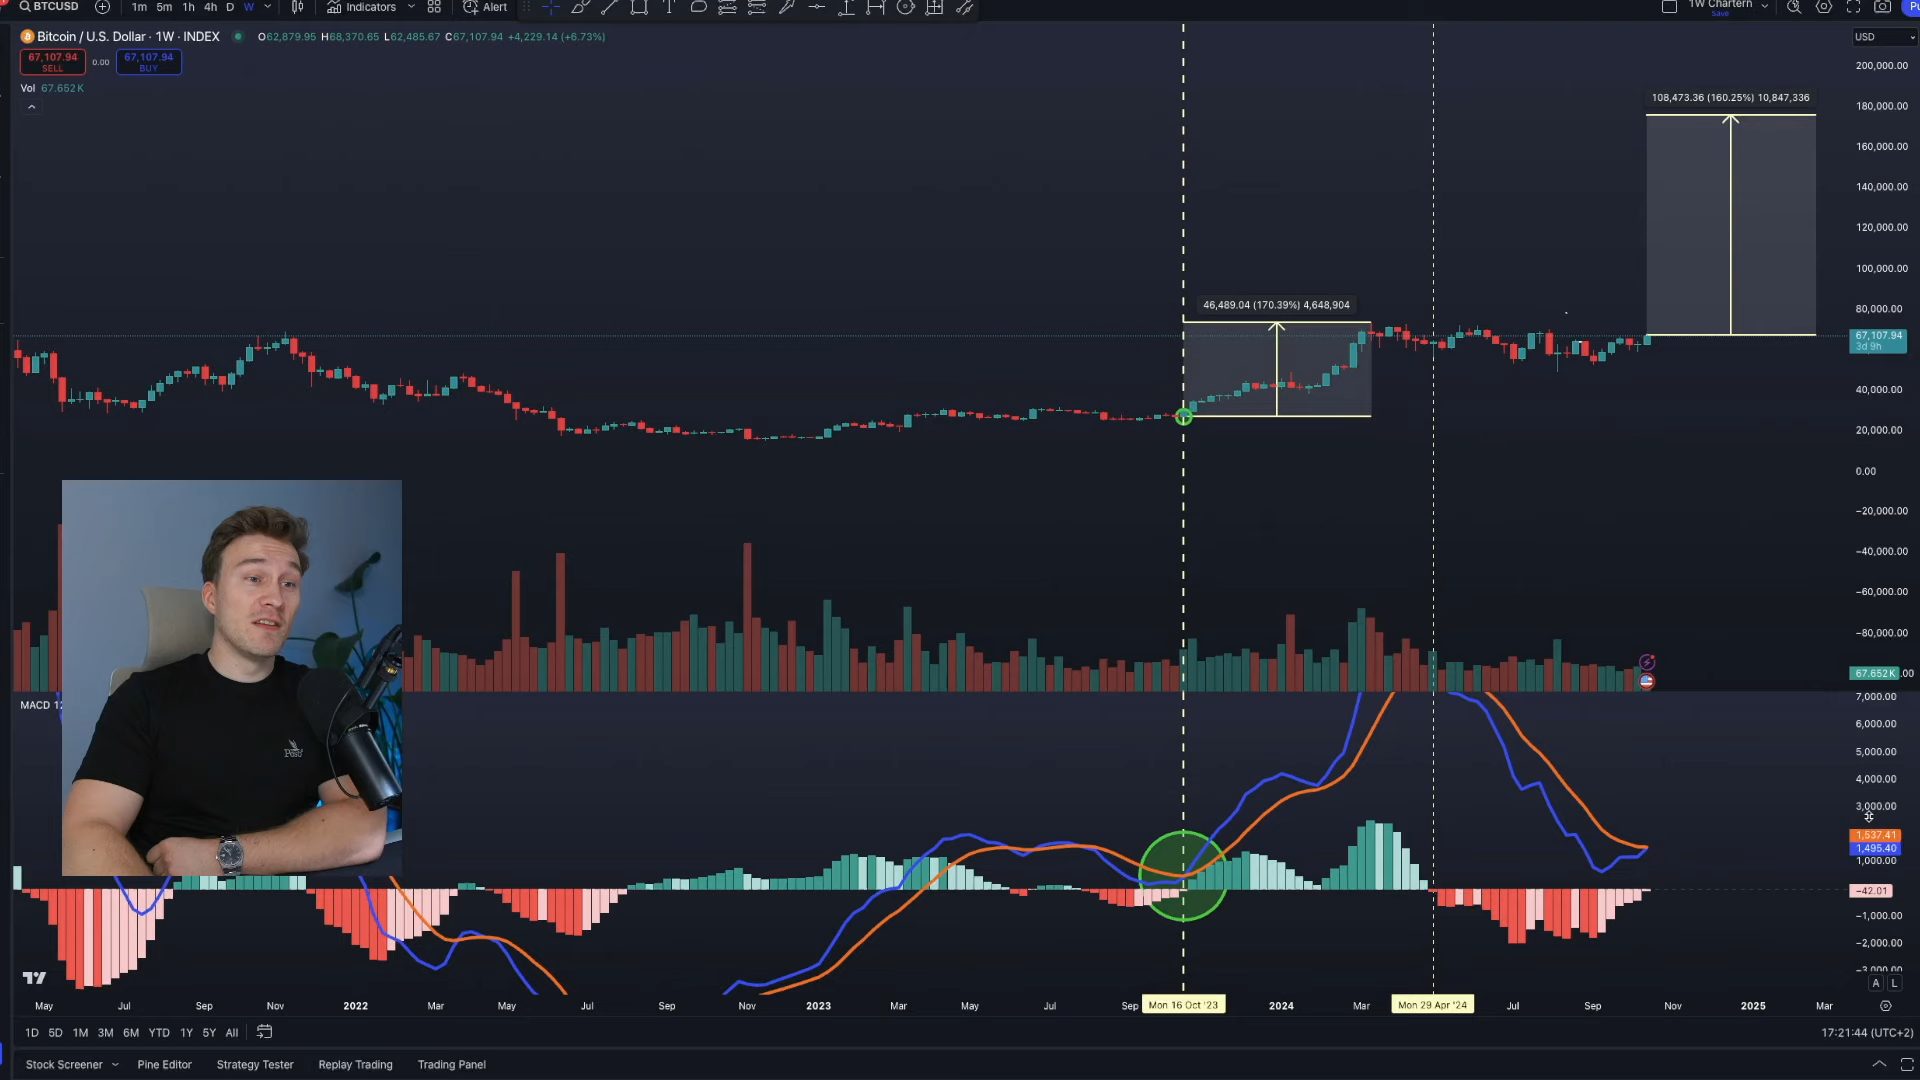 BTCUSD 1m 5m 1h 4h D W Indicators Alert 1W Chartern
Save
Bitcoin / U.S. Dollar · 1W · INDEX O62,879.95 H68,370.65 L62,485.67 C67,107.94 +4,229.14 (+6.73%) USD
67,107.94 0.00 67,107.94
SELL BUY
Vol 67.652K
108,473.36 (160.25%) 10,847,336
46,489.04 (170.39%) 4,648,904
200,000.00
180,000.00
160,000.00
140,000.00
120,000.00
100,000.00
80,000.00
67,107.94
3d 9h
40,000.00
20,000.00
0.00
−20,000.00
−40,000.00
−60,000.00
−80,000.00
67.652K .00
7,000.00
MACD 12
6,000.00
5,000.00
4,000.00
3,000.00
1,537.41
1,495.40
1,000.00
−42.01
−1,000.00
−2,000.00
−3,000.00
A L
May Jul Sep Nov 2022 Mar May Jul Sep Nov 2023 Mar May Jul Sep Mon 16 Oct '23 2024 Mar Mon 29 Apr '24 Jul Sep Nov 2025 Mar
1D 5D 1M 3M 6M YTD 1Y 5Y All 17:21:44 (UTC+2)
Stock Screener Pine Editor Strategy Tester Replay Trading Trading Panel